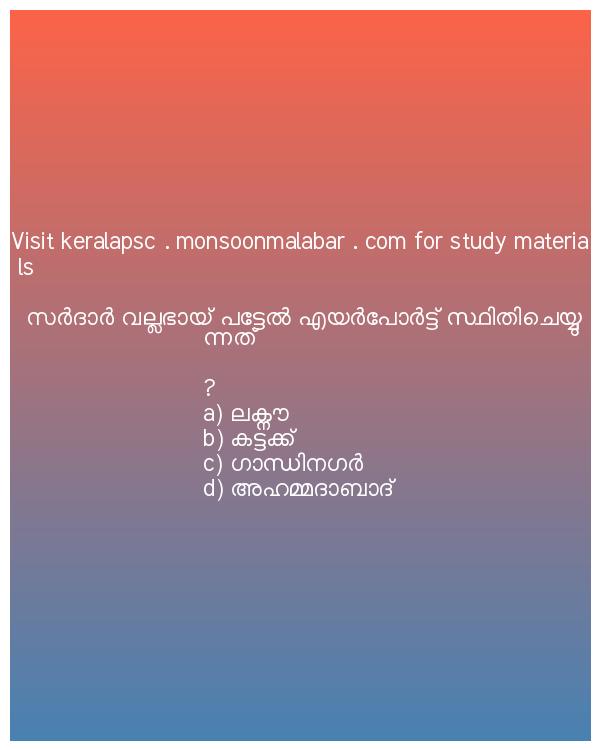 Visit keralapsc . monsoonmalabar . com for study materia
ls
സർദാർ വല്ലഭായ് പട്ടേൽ എയർപോർട്ട് സ്ഥിതിചെയ്യു
ന്നത്
?
a) ലക്നൗ
b) കട്ടക്ക്
c) ഗാന്ധിനഗർ
d) അഹമ്മദാബാദ്